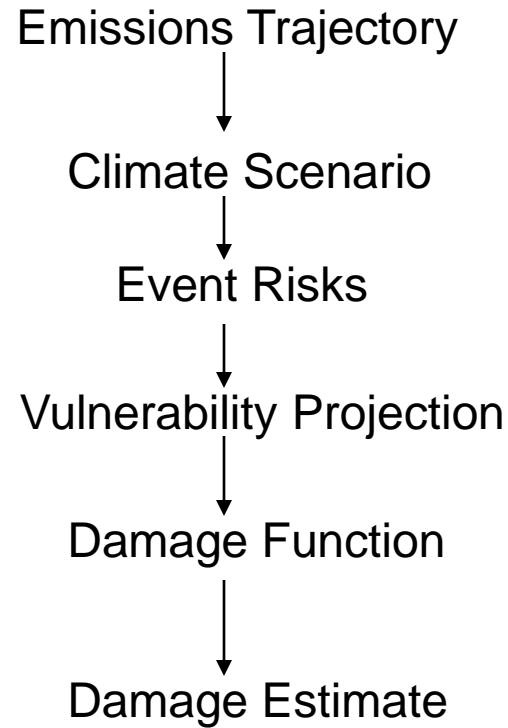 Emissions Trajectory
Climate Scenario
Event Risks
Vulnerability Projection
Damage Function
Damage Estimate